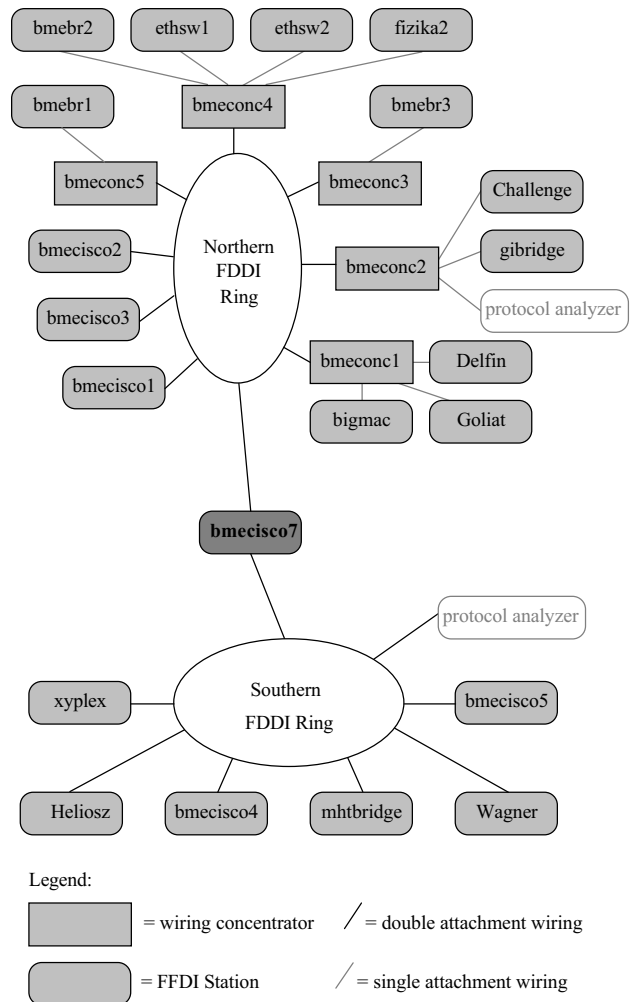 bmebr2
ethsw1
ethsw2
fizika2
bmeconc4
bmebr1
bmebr3
bmeconc5
bmeconc3
Challenge
bmecisco2
Northern
FDDI
Ring
bmeconc2
gibridge
bmecisco3
protocol analyzer
bmecisco1
bmeconc1
Delfin
bigmac
Goliat
bmecisco7
protocol analyzer
xyplex
Southern
FDDI Ring
bmecisco5
Heliosz
bmecisco4
mhtbridge
Wagner
Legend:
= wiring concentrator
= double attachment wiring
= FFDI Station
= single attachment wiring